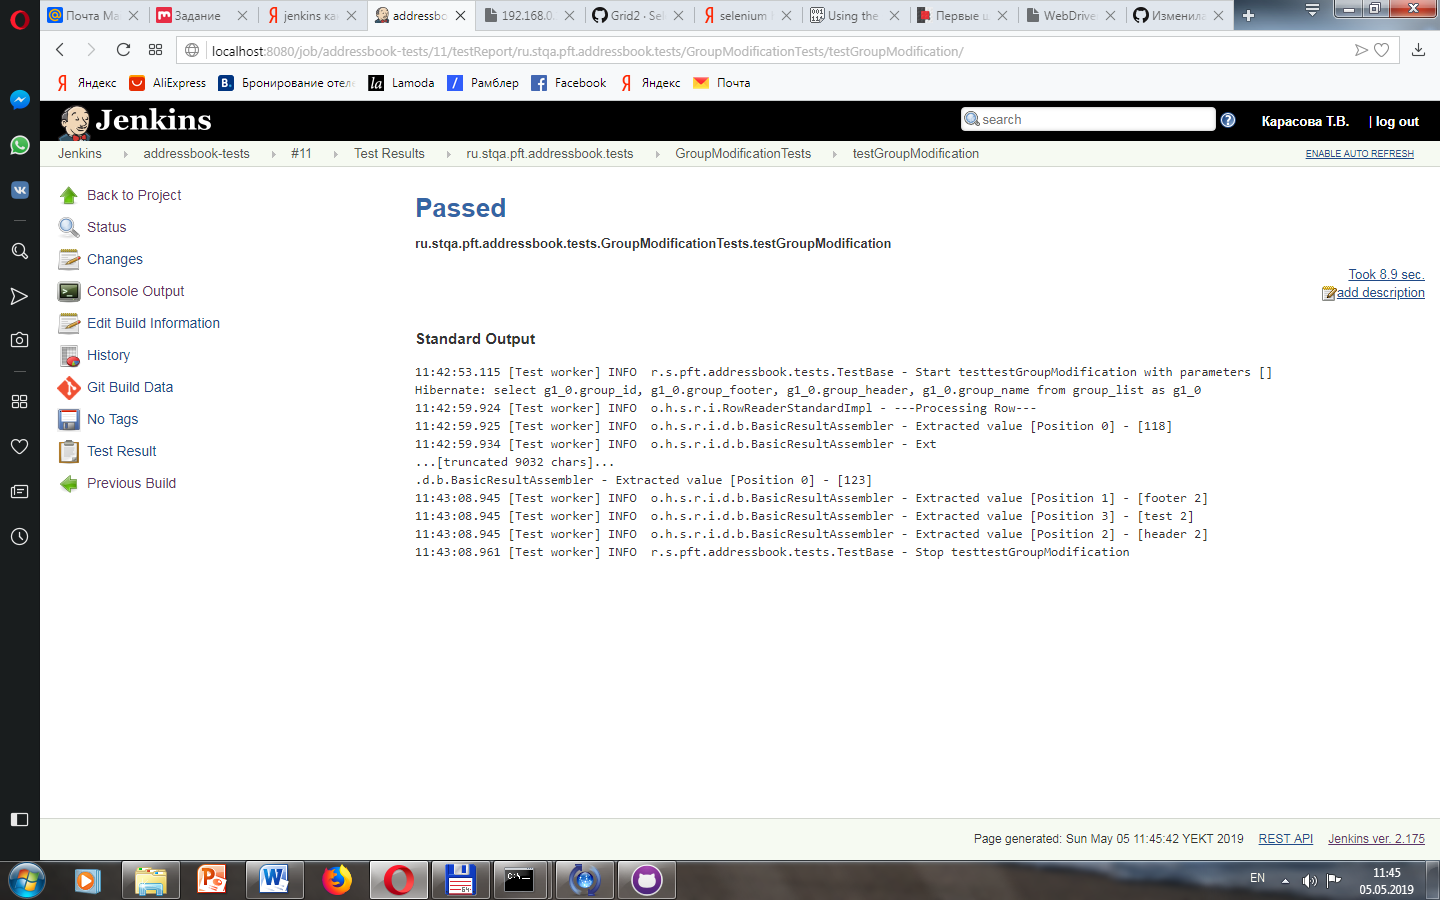 Почта Ма
Задание
jenkins ка
addressbo
192.168.0.
Grid2 · Se
selenium
Using the
Первые ш
WebDrive
Изменила
localhost:8080/job/addressbook-tests/11/testReport/ru.stqa.pft.addressbook.tests/GroupModificationTests/testGroupModification/
Яндекс
AliExpress
Бронирование отеле
Lamoda
Рамблер
Facebook
Яндекс
Почта
Jenkins
search
Карасова Т.В.
| log out
Jenkins
addressbook-tests
#11
Test Results
ru.stqa.pft.addressbook.tests
GroupModificationTests
testGroupModification
ENABLE AUTO REFRESH
Back to Project
Status
Changes
Console Output
Edit Build Information
History
Git Build Data
No Tags
Test Result
Previous Build
Passed
ru.stqa.pft.addressbook.tests.GroupModificationTests.testGroupModification
Took 8.9 sec.
add description
Standard Output
11:42:53.115 [Test worker] INFO  r.s.pft.addressbook.tests.TestBase - Start testtestGroupModification with parameters []
Hibernate: select g1_0.group_id, g1_0.group_footer, g1_0.group_header, g1_0.group_name from group_list as g1_0
11:42:59.924 [Test worker] INFO  o.h.s.r.i.RowReaderStandardImpl - ---Processing Row---
11:42:59.925 [Test worker] INFO  o.h.s.r.i.d.b.BasicResultAssembler - Extracted value [Position 0] - [118]
11:42:59.934 [Test worker] INFO  o.h.s.r.i.d.b.BasicResultAssembler - Ext
...[truncated 9032 chars]...
.d.b.BasicResultAssembler - Extracted value [Position 0] - [123]
11:43:08.945 [Test worker] INFO  o.h.s.r.i.d.b.BasicResultAssembler - Extracted value [Position 1] - [footer 2]
11:43:08.945 [Test worker] INFO  o.h.s.r.i.d.b.BasicResultAssembler - Extracted value [Position 3] - [test 2]
11:43:08.945 [Test worker] INFO  o.h.s.r.i.d.b.BasicResultAssembler - Extracted value [Position 2] - [header 2]
11:43:08.961 [Test worker] INFO  r.s.pft.addressbook.tests.TestBase - Stop testtestGroupModification
Page generated: Sun May 05 11:45:42 YEKT 2019
REST API
Jenkins ver. 2.175
EN
11:45
05.05.2019